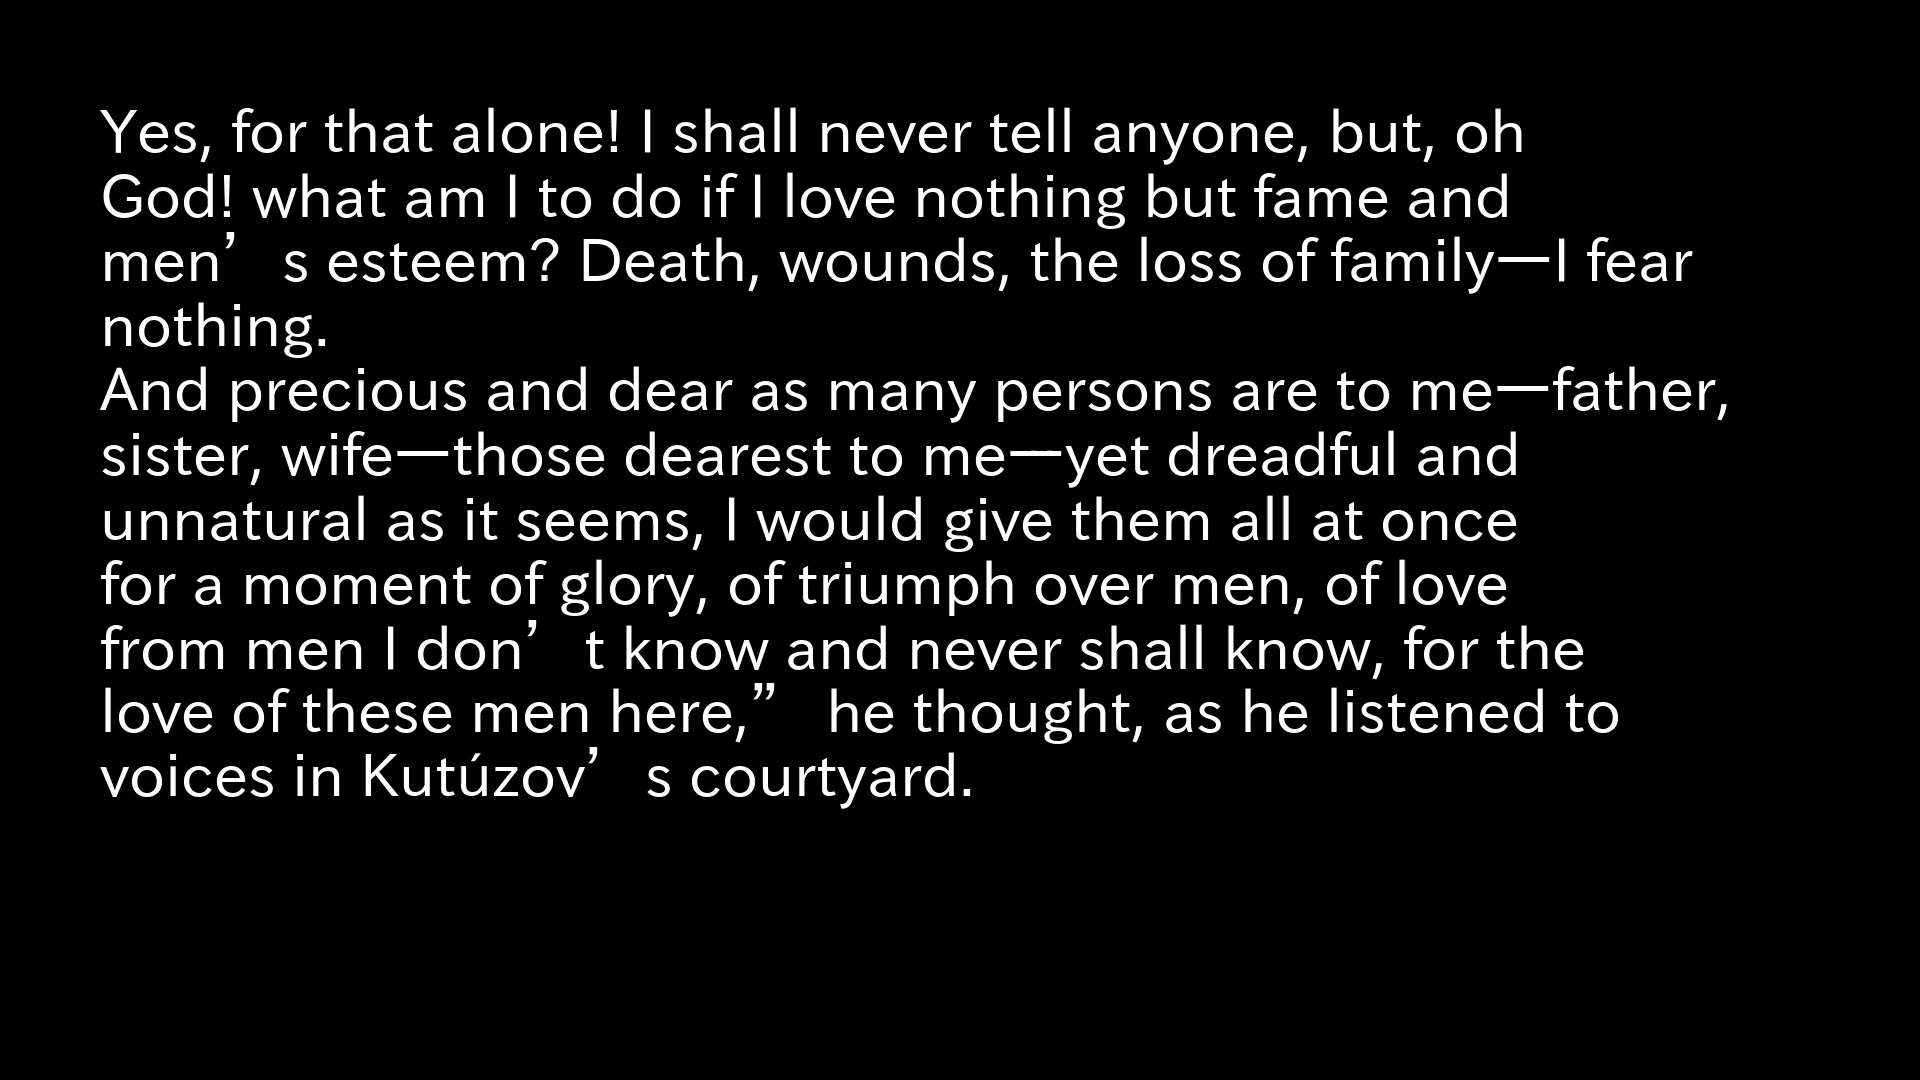 Yes, for that alone! I shall never tell anyone, but, oh
God! what am I to do if I love nothing but fame and
men’s esteem? Death, wounds, the loss of family—I fear
nothing.
And precious and dear as many persons are to me—father,
sister, wife—those dearest to me—yet dreadful and
unnatural as it seems, I would give them all at once
for a moment of glory, of triumph over men, of love
from men I don’t know and never shall know, for the
love of these men here,” he thought, as he listened to
voices in Kutúzov’s courtyard.